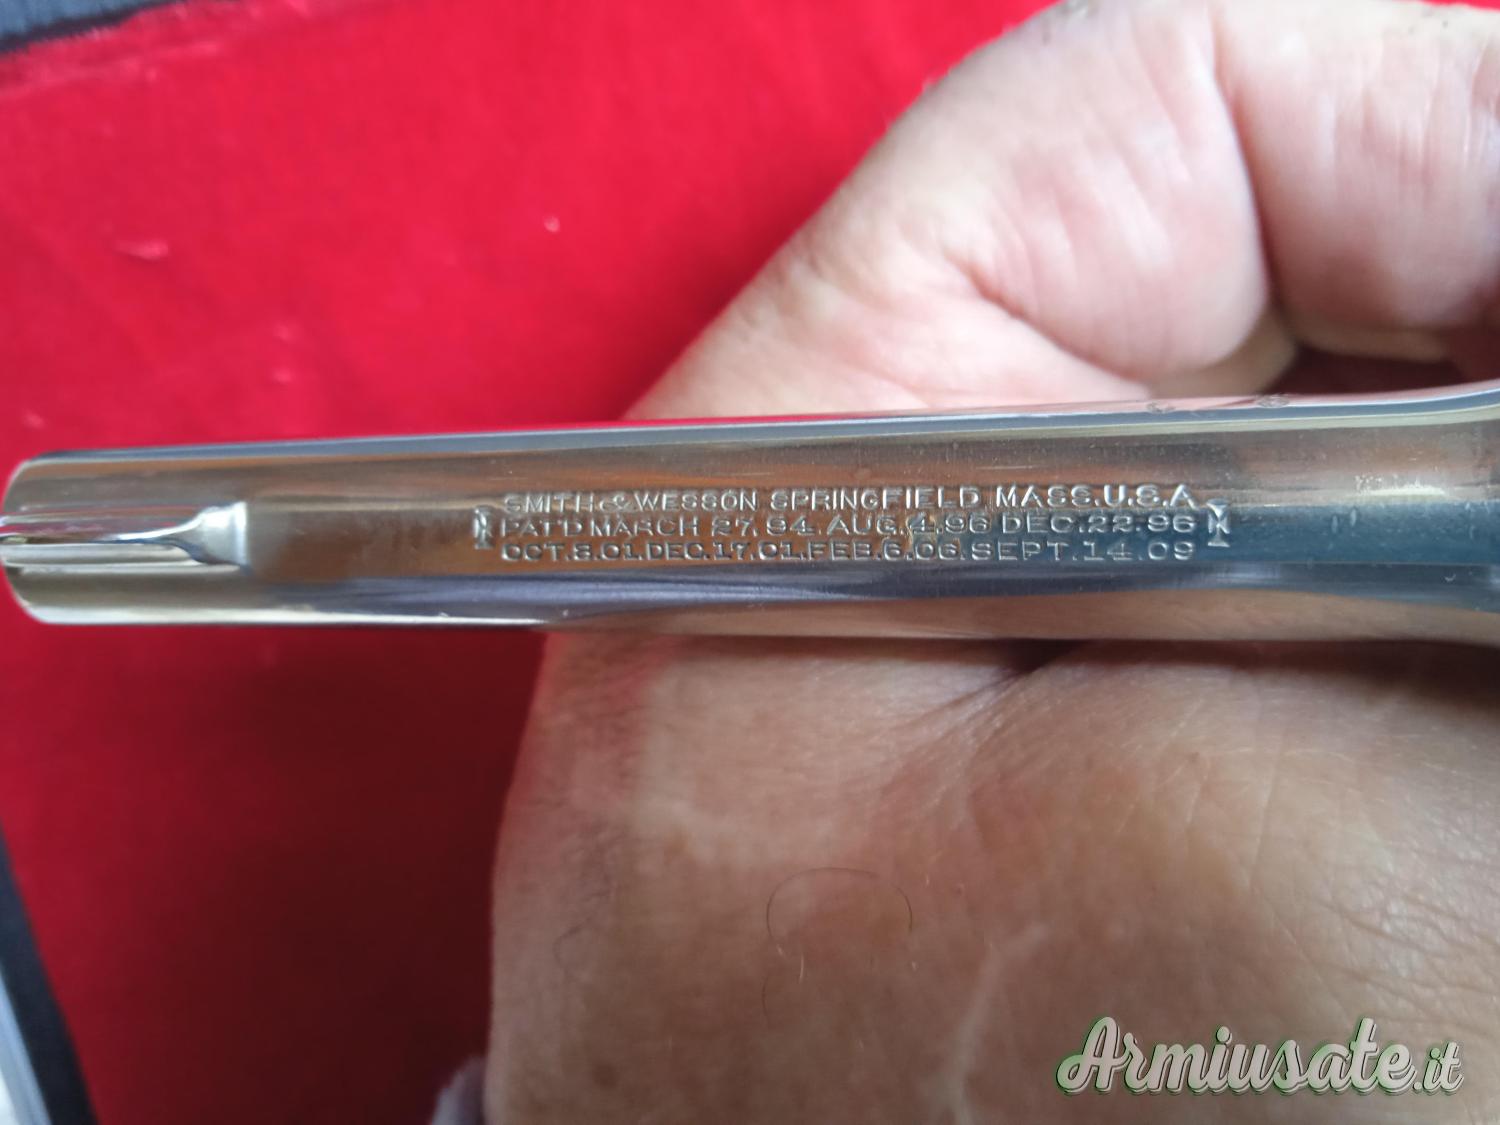 SMITH & WESSON SPRINGFIELD MASS. U.S.A.
PAT'D MARCH 27.94. AUG.4.96 DEC.22.96
OCT.8.01.DEC.17.01.FEB.6.06.SEPT.14.09
Armiusate.it